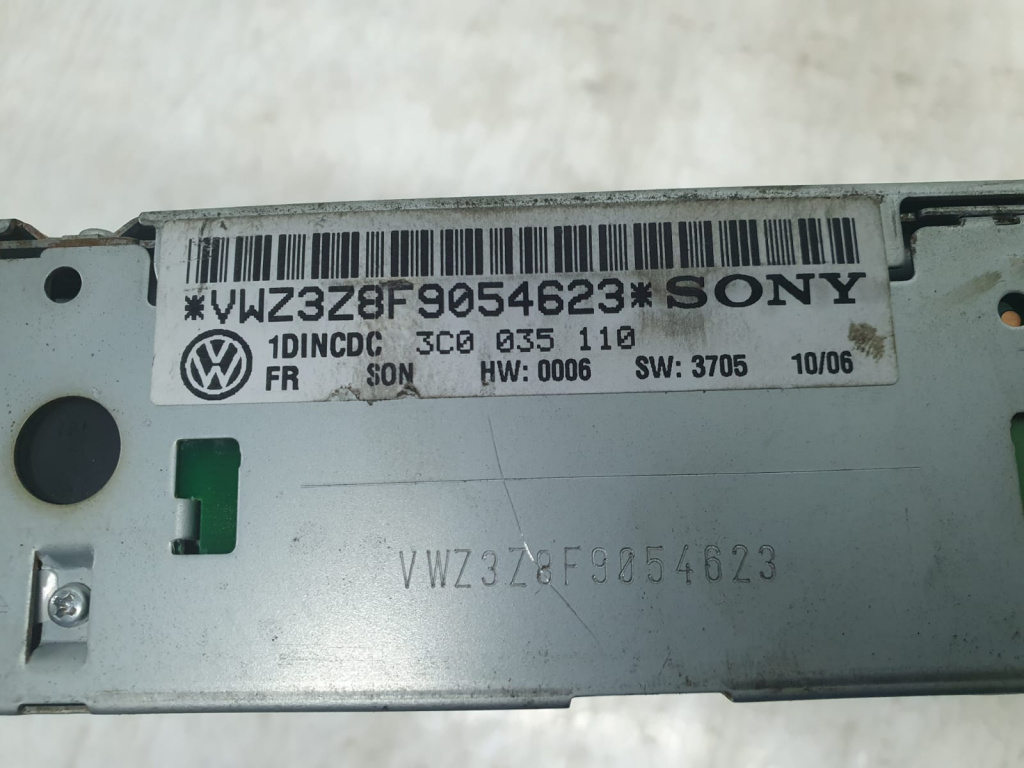 *VWZ3Z8F9054623* SONY
1DINCDC 3C0 035 110
FR SON HW: 0006 SW: 3705 10/06
VWZ3Z8F9054623